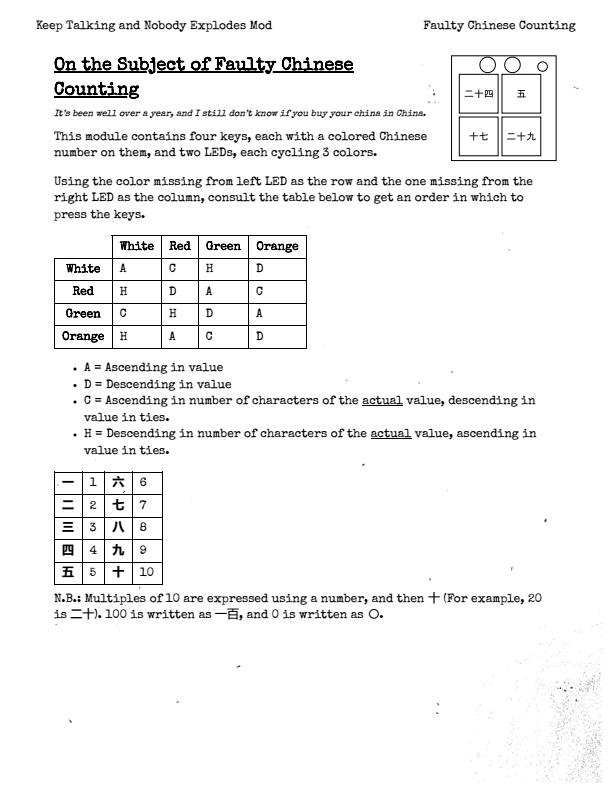 Keep Talking and Nobody Explodes Mod Faulty Chinese Counting
On the Subject of Faulty Chinese
Counting
It's been well over a year, and I still don't know if you buy your china in China.
二十四 五
十七 二十九
This module contains four keys, each with a colored Chinese
number on them, and two LEDs, each cycling 3 colors.
Using the color missing from left LED as the row and the one missing from the
right LED as the column, consult the table below to get an order in which to
press the keys.
White Red Green Orange
White A C H D
Red H D A C
Green C H D A
Orange H A C D
• A = Ascending in value
• D = Descending in value
• C = Ascending in number of characters of the actual value, descending in
value in ties.
• H = Descending in number of characters of the actual value, ascending in
value in ties.
一 1 六 6
二 2 七 7
三 3 八 8
四 4 九 9
五 5 十 10
N.B.: Multiples of 10 are expressed using a number, and then 十 (For example, 20
is 二十). 100 is written as 一百, and 0 is written as 〇.